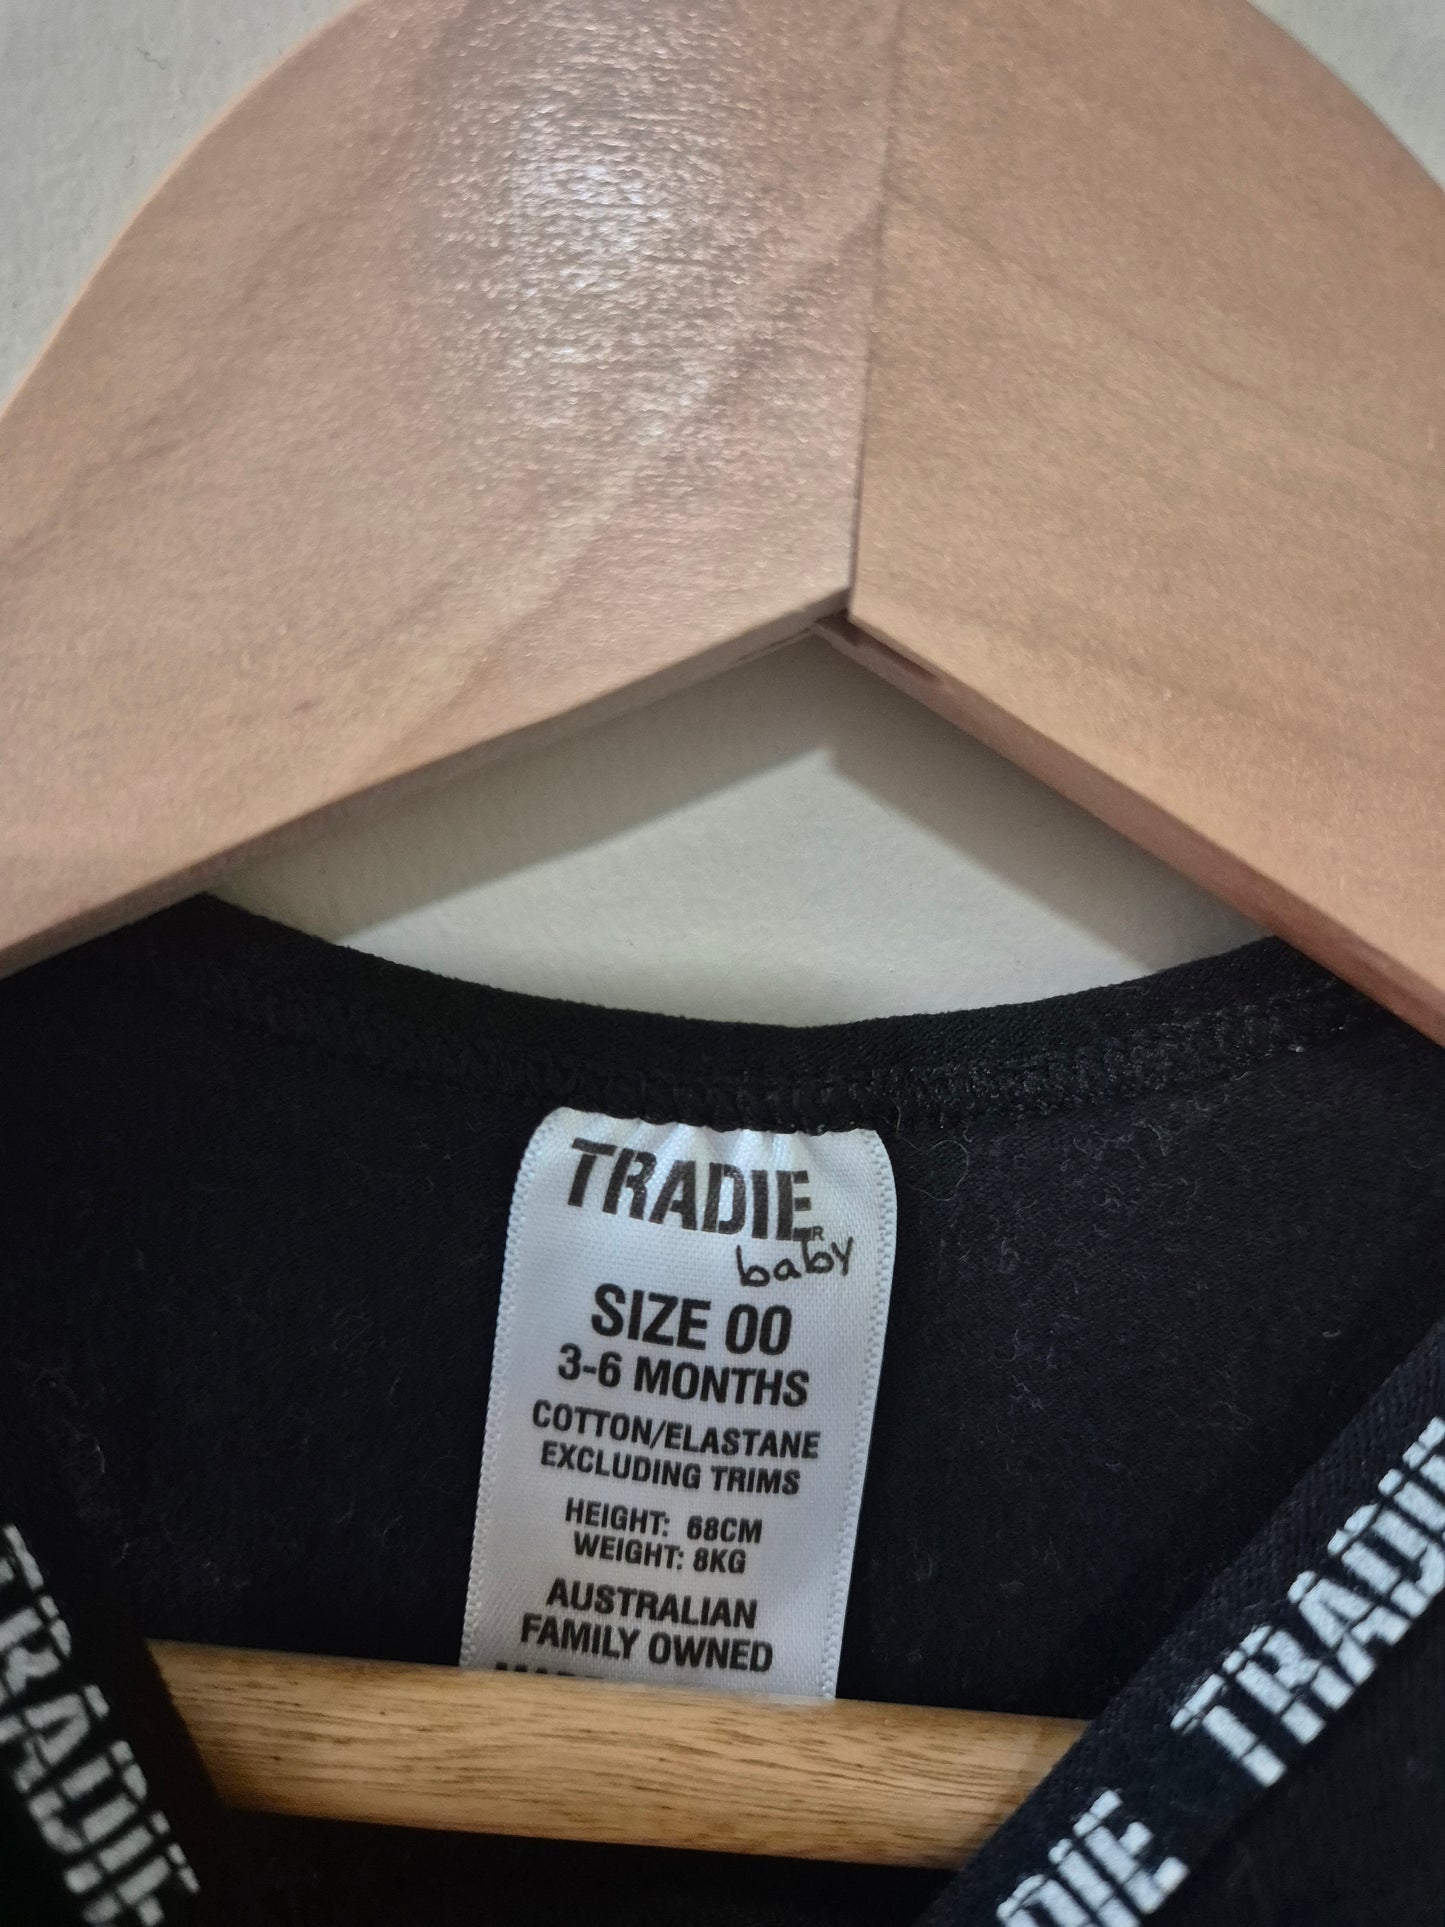 TRADIE
R
baby
SIZE 00
3-6 MONTHS
COTTON/ELASTANE
EXCLUDING TRIMS
HEIGHT: 68CM
WEIGHT: 8KG
AUSTRALIAN
FAMILY OWNED
TRADIE
TRADIE
DIE